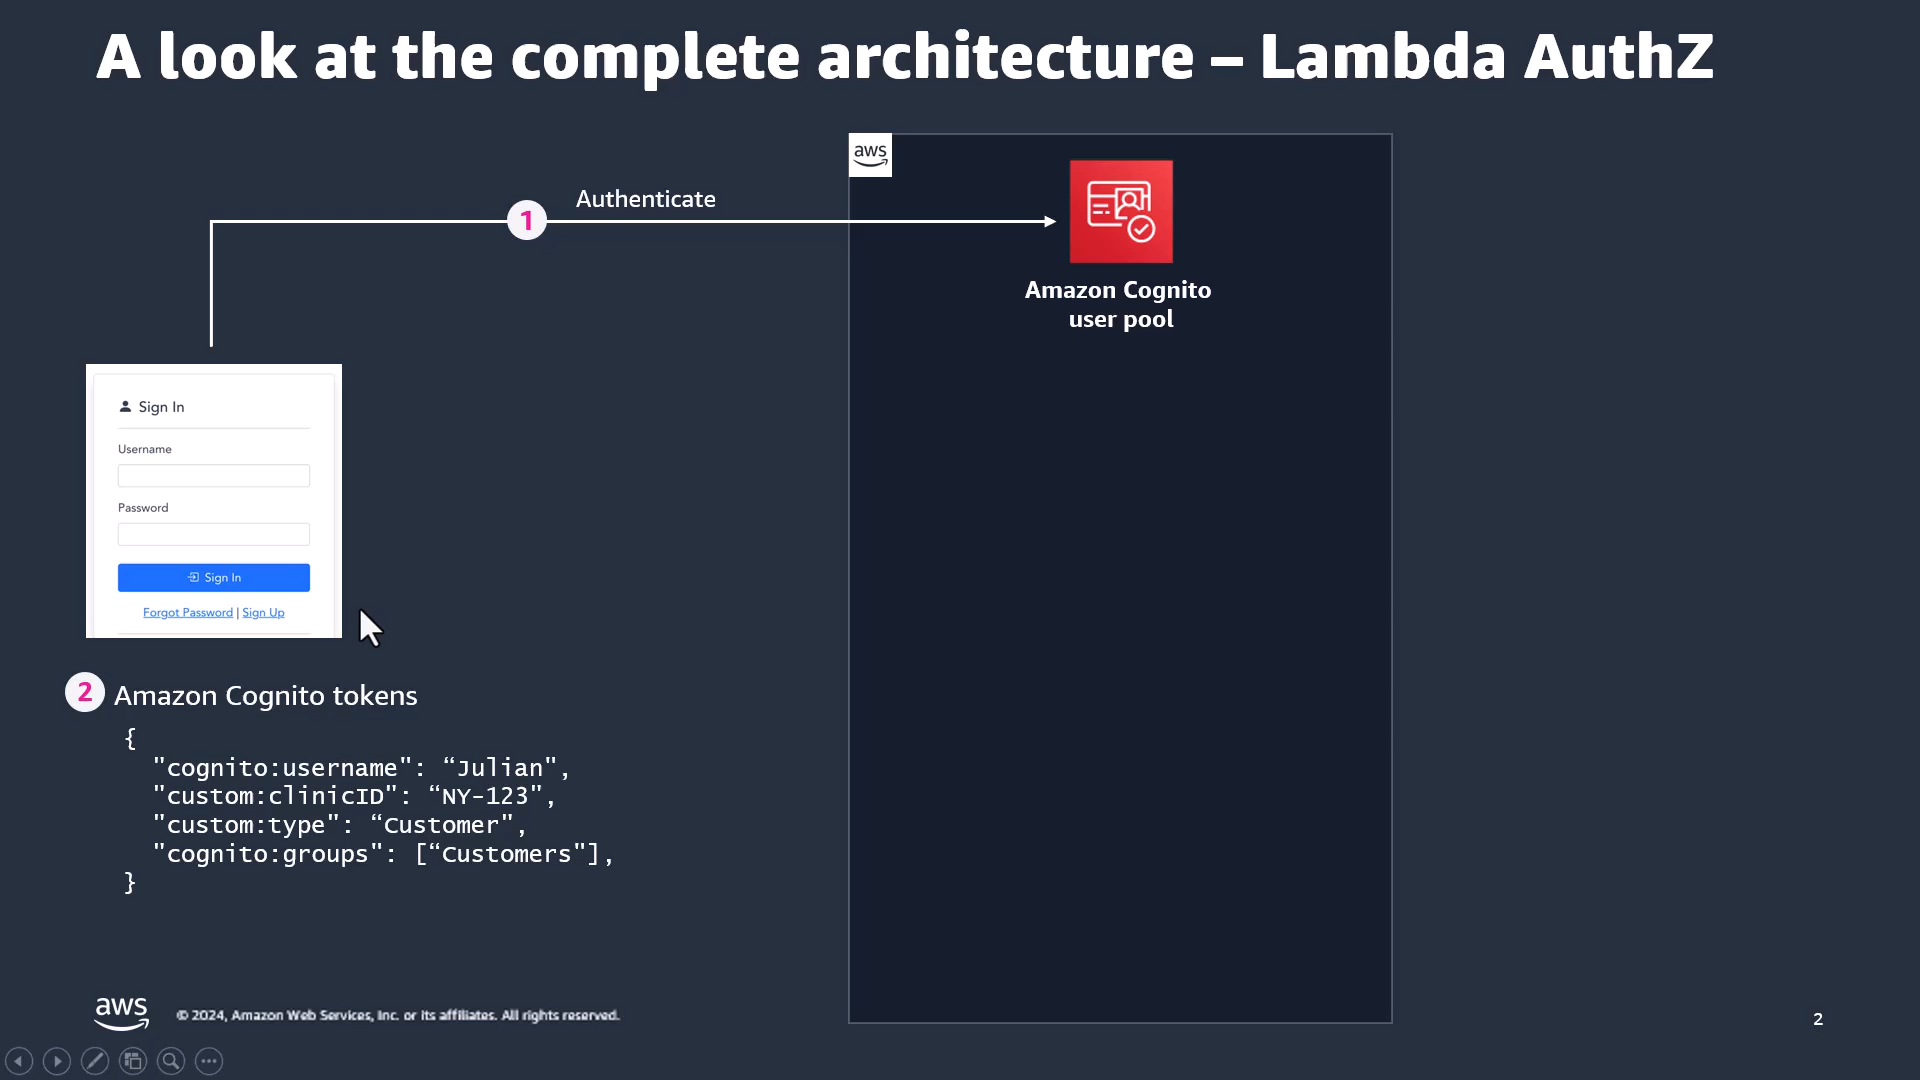 A look at the complete architecture – Lambda AuthZ
aws
1
Authenticate
Amazon Cognito
user pool
Sign In
Username
Password
Sign In
Forgot Password | Sign Up
2
Amazon Cognito tokens
{
"cognito:username": “Julian",
"custom:clinicID": “NY-123",
"custom:type": “Customer",
"cognito:groups": [“Customers"],
}
aws
© 2024, Amazon Web Services, Inc. or its affiliates. All rights reserved.
2